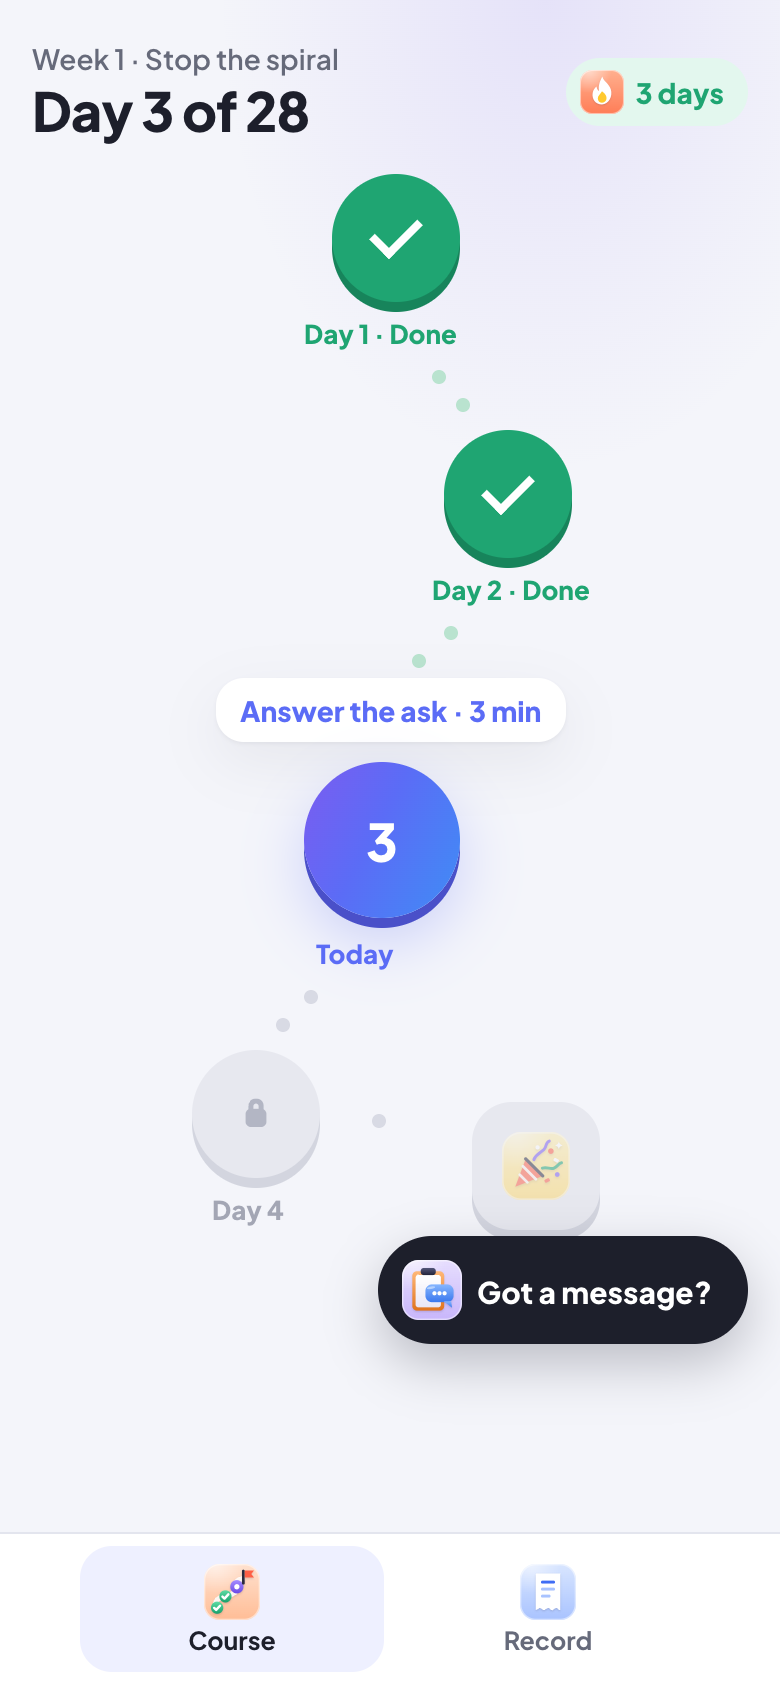 Week 1 · Stop the spiral
Day 3 of 28
3 days
Day 1 · Done
Day 2 · Done
Answer the ask · 3 min
3
Today
Day 4
Got a message?
Course
Record